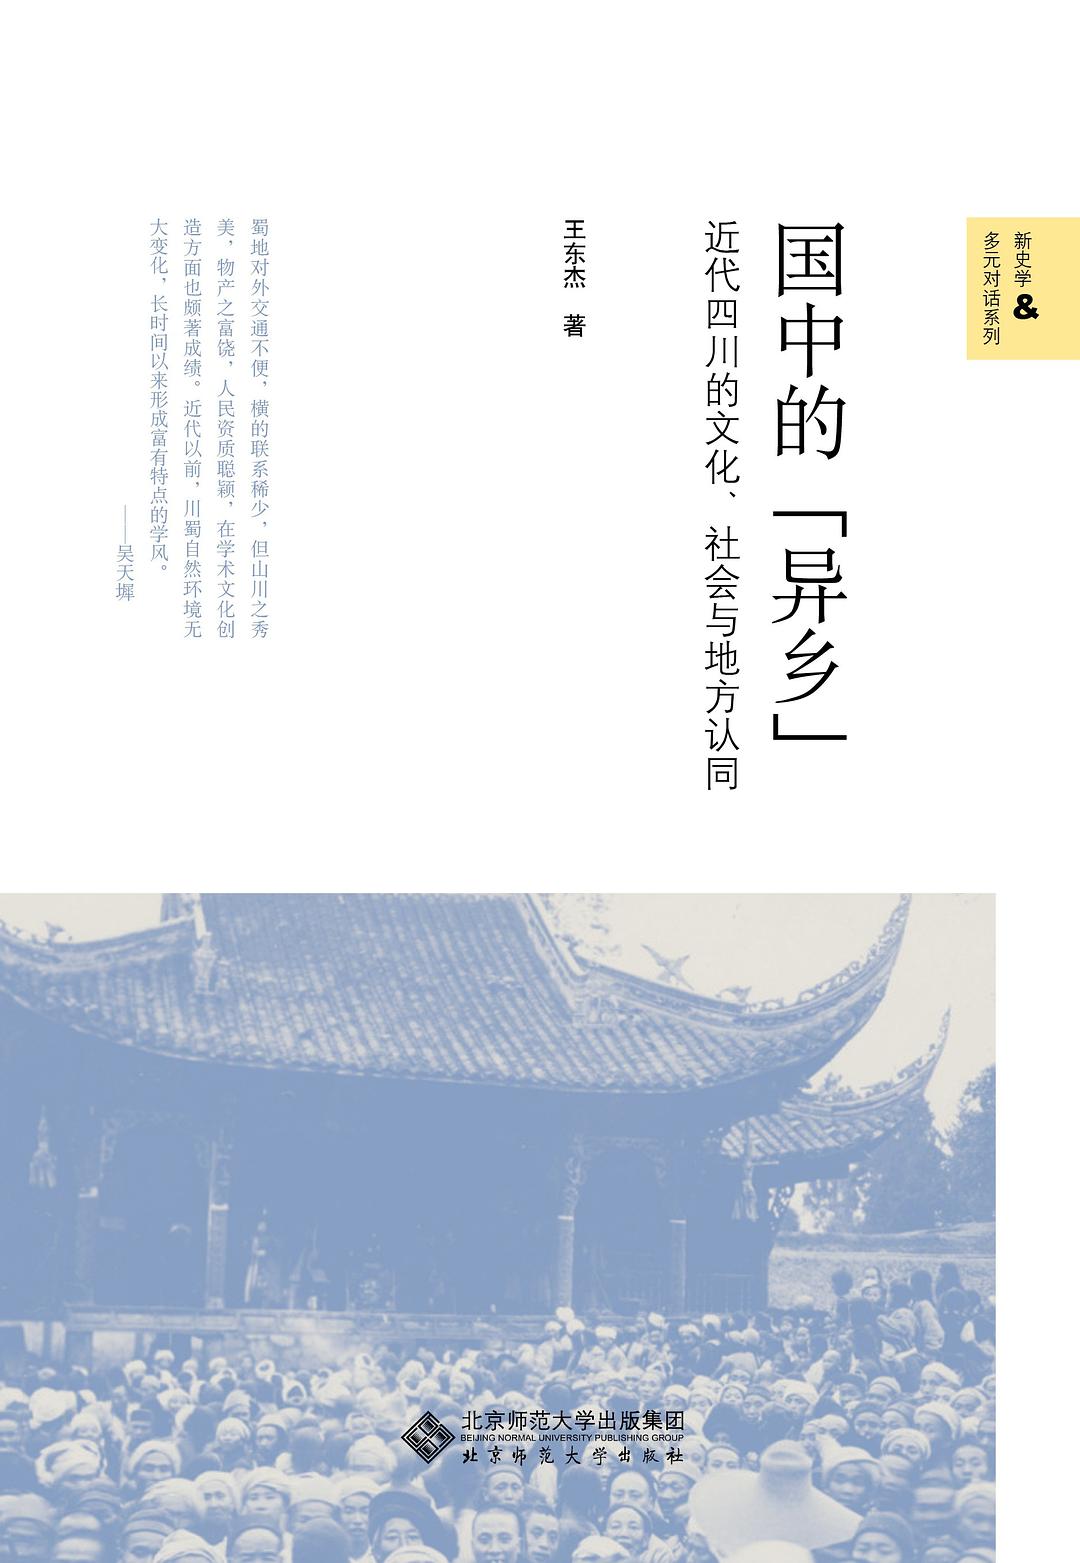 新史学 &
多元对话系列
国中的「异乡」
近代四川的文化、社会与地方认同
王东杰 著
蜀地对外交通不便，横的联系稀少，但山川之秀
美，物产之富饶，人民资质聪颖，在学术文化创
造方面也颇著成绩。近代以前，川蜀自然环境无
大变化，长时间以来形成富有特点的学风。
——吴天墀
北京师范大学出版集团
BEIJING NORMAL UNIVERSITY PUBLISHING GROUP
北京师范大学出版社